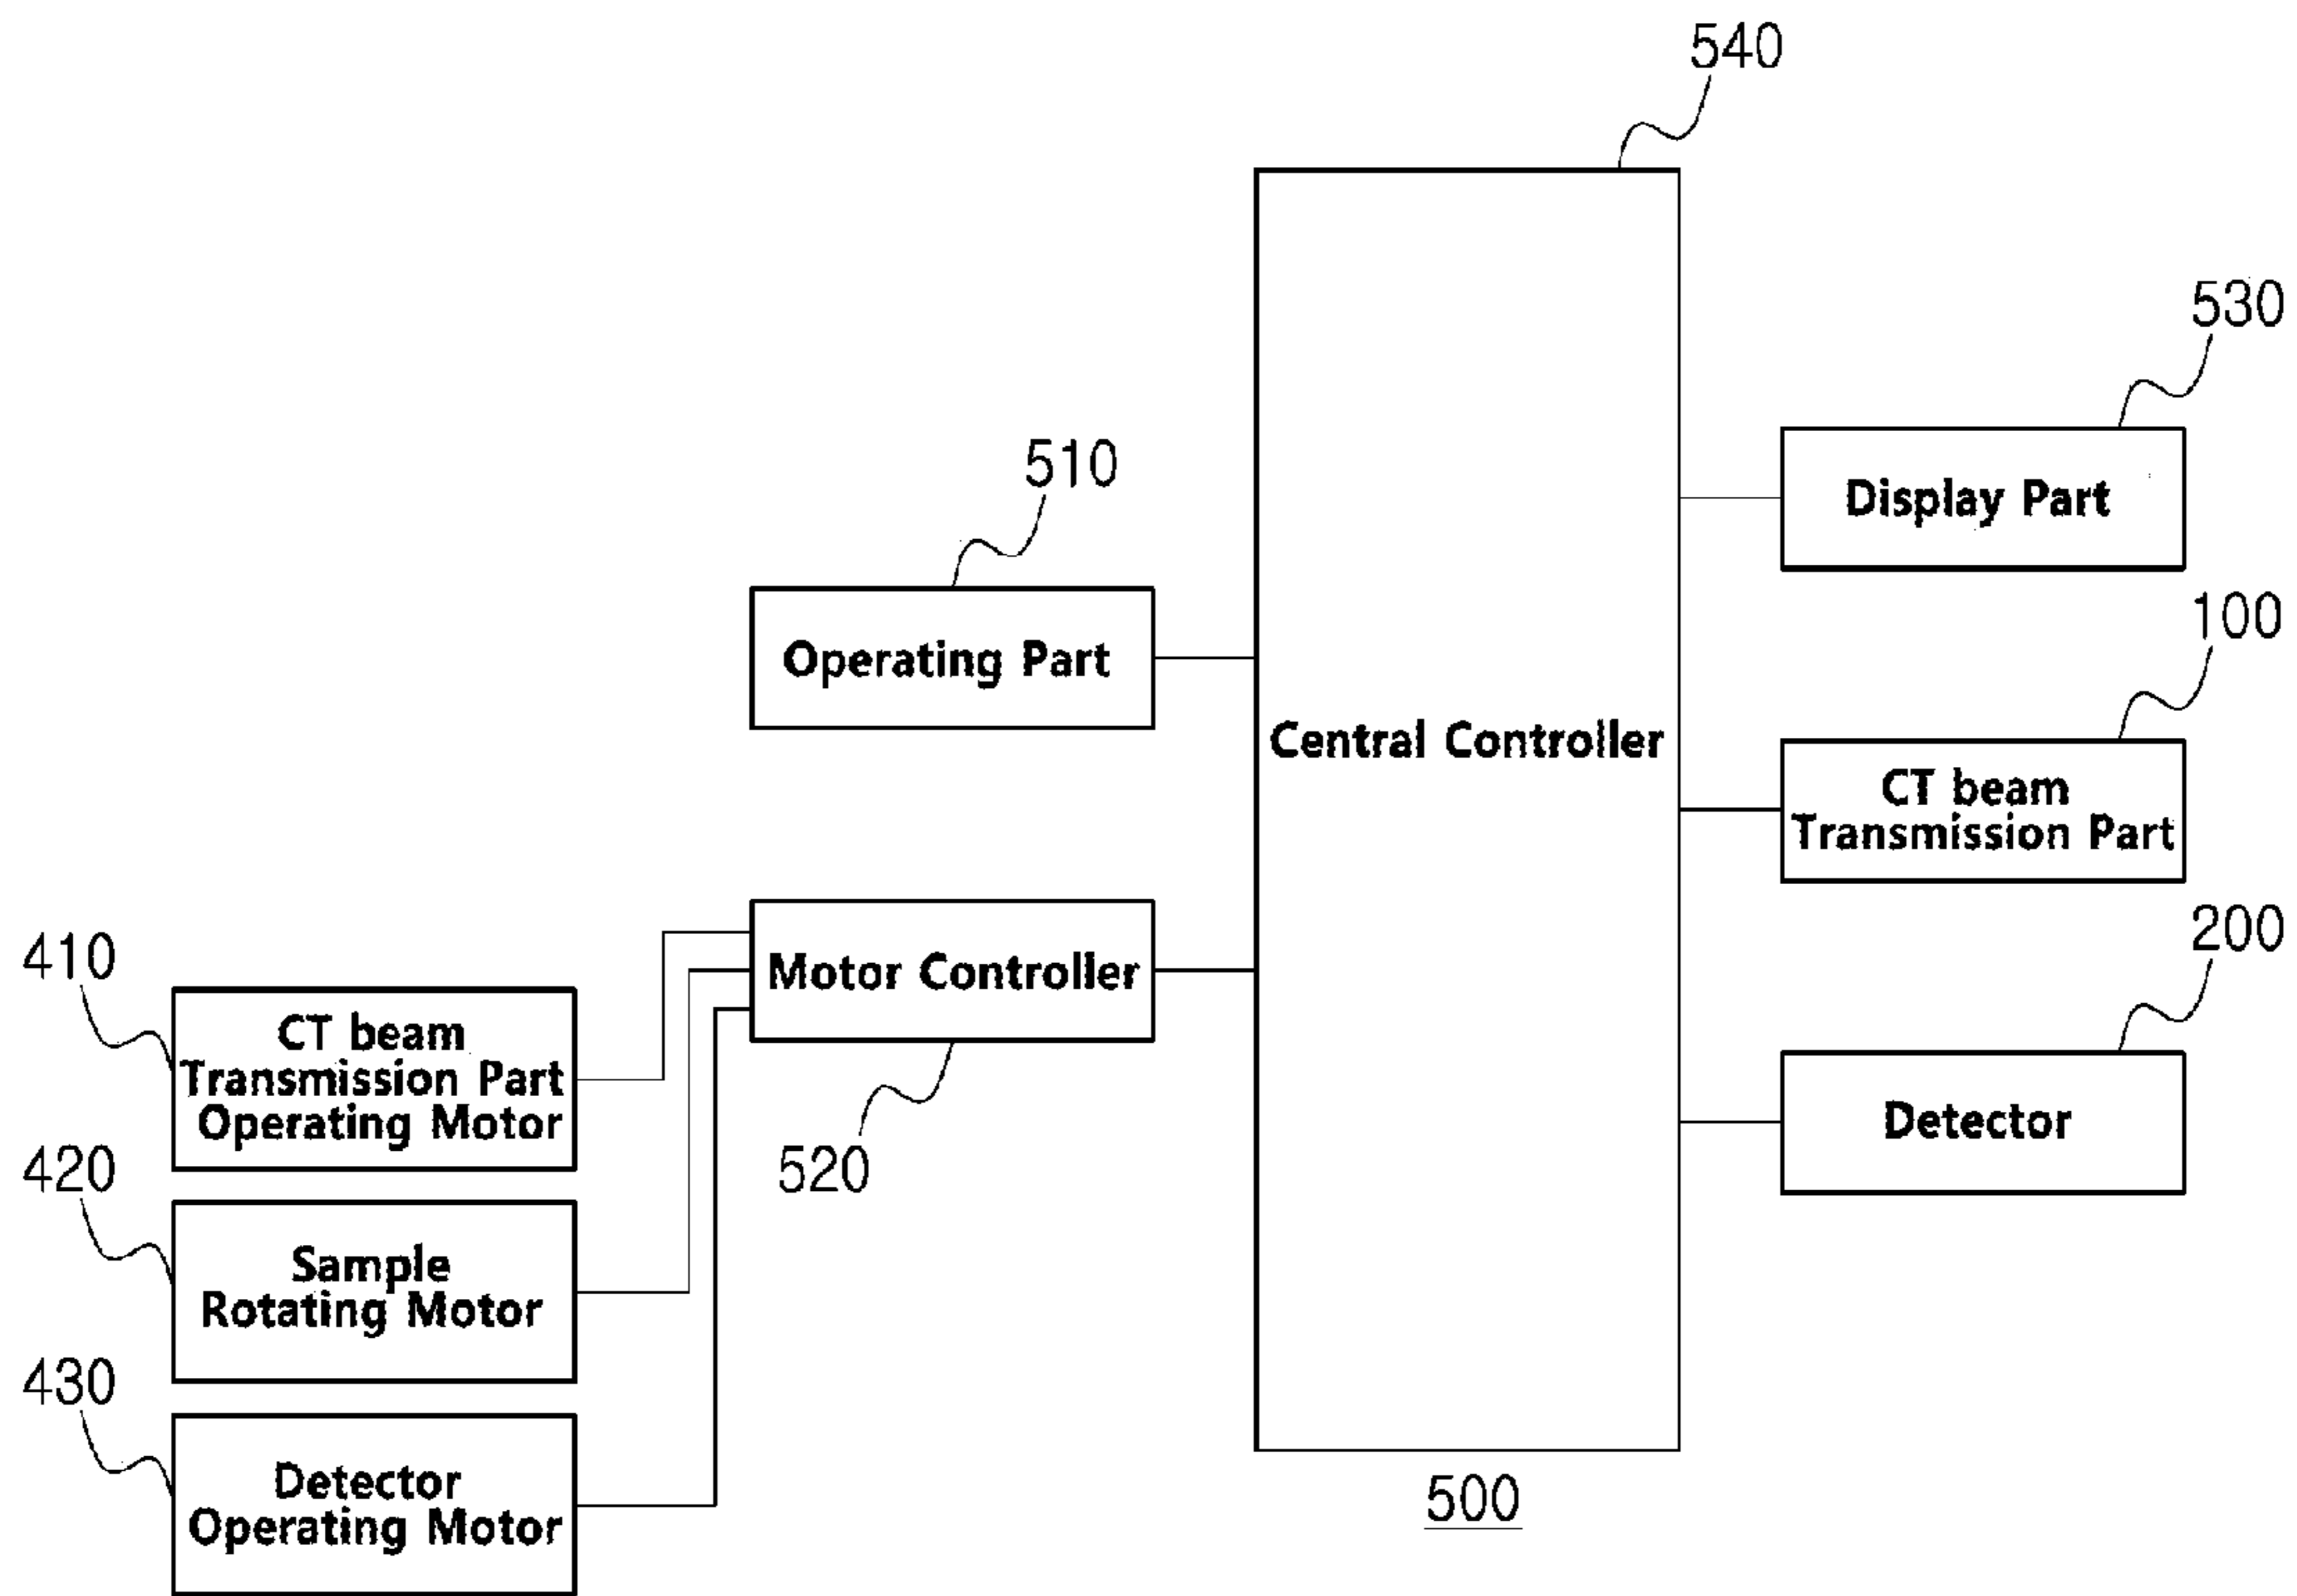 540
530
510
Display Part
100
Operating Part
Central Controller
CT beam
Transmission Part
200
410
Motor Controller
CT beam
Transmission Part
Operating Motor
Detector
420
520
Sample
Rotating Motor
430
Detector
Operating Motor
500